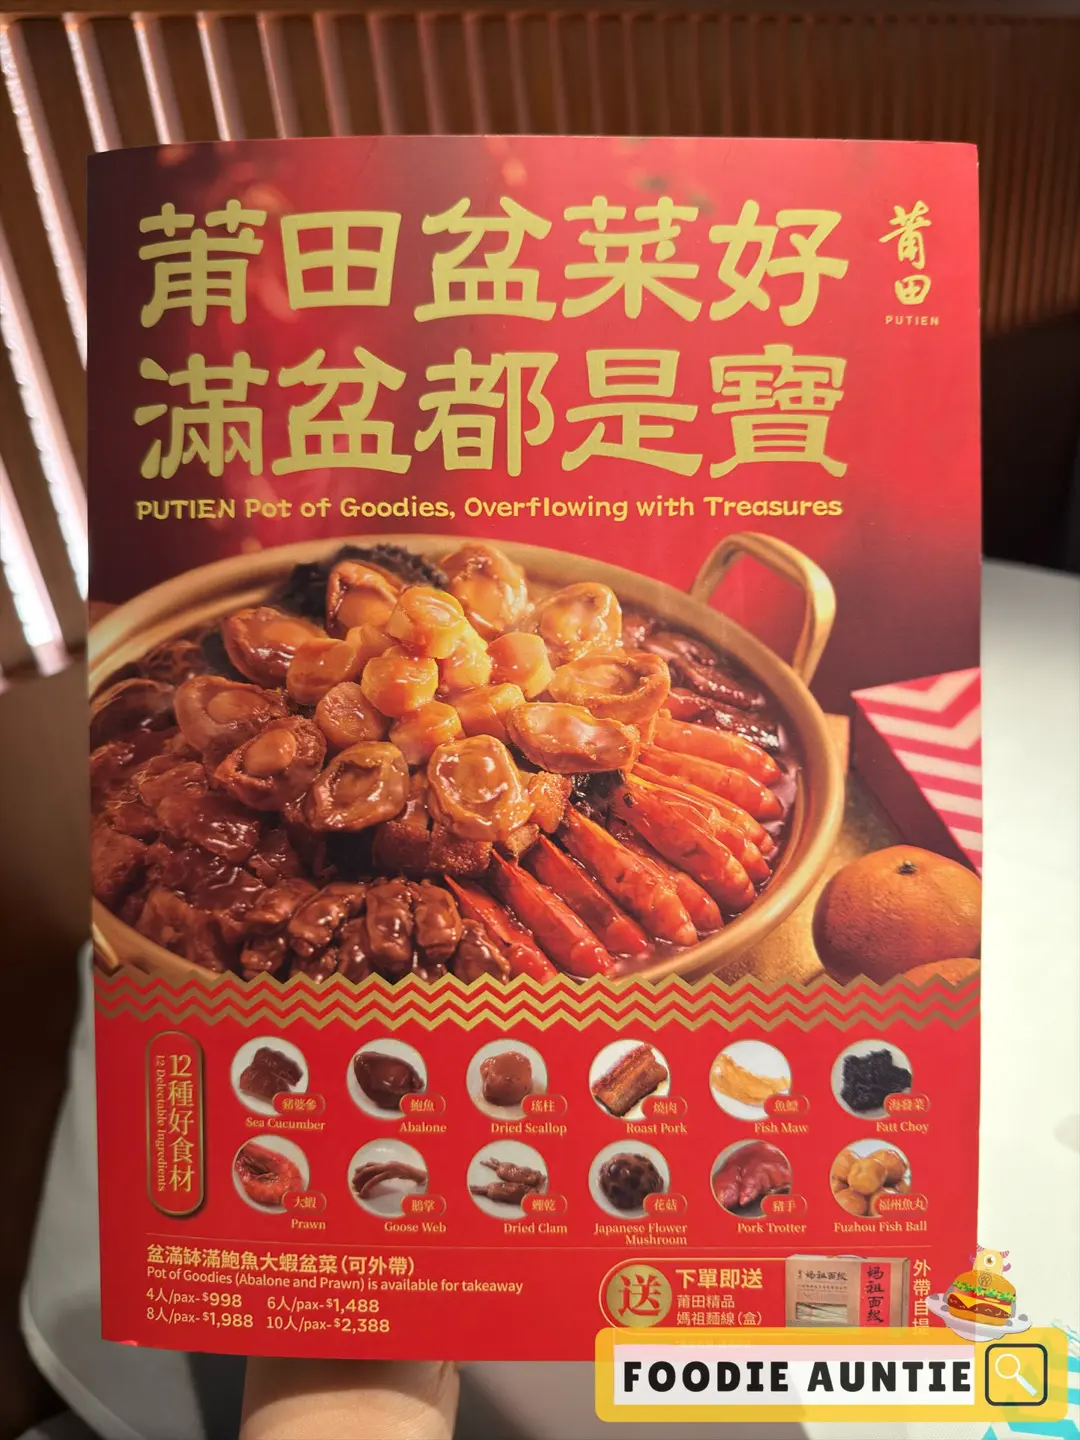 莆田盆菜好
滿盆都是寶
莆田
PUTIEN
PUTIEN Pot of Goodies, Overflowing with Treasures
12種好食材
12 Delectable Ingredients
豬婆參
Sea Cucumber
鮑魚
Abalone
瑤柱
Dried Scallop
燒肉
Roast Pork
魚鰾
Fish Maw
海發菜
Fatt Choy
大蝦
Prawn
鵝掌
Goose Web
蟶乾
Dried Clam
花菇
Japanese Flower
Mushroom
豬手
Pork Trotter
福州魚丸
Fuzhou Fish Ball
盆滿缽滿鮑魚大蝦盆菜(可外帶)
Pot of Goodies (Abalone and Prawn) is available for takeaway
4人/pax-$998 6人/pax-$1,488
8人/pax-$1,988 10人/pax-$2,388
送
下單即送
莆田精品
媽祖麵線(盒)
媽祖面线
外帶自提
FOODIE AUNTIE